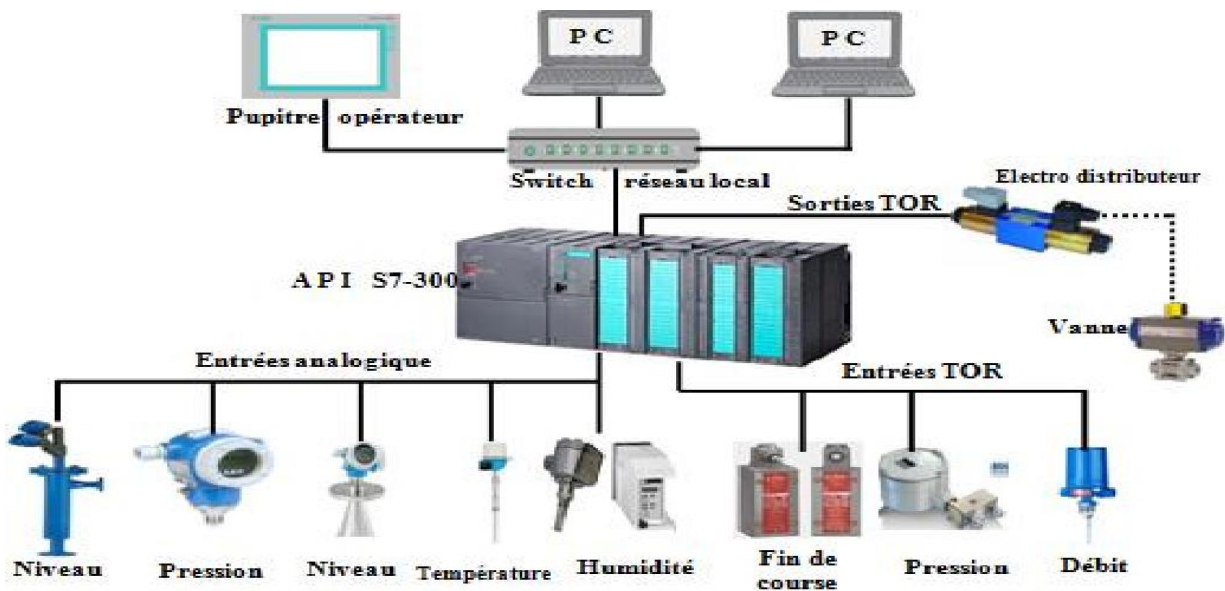 P C
P C
Pupitre opérateur
Switch réseau local
Electro distributeur
Sorties TOR
A P I S7-300
Vanne
Entrées analogique
Entrées TOR
Niveau
Pression
Niveau
Température
Humidité
Fin de
course
Pression
Débit